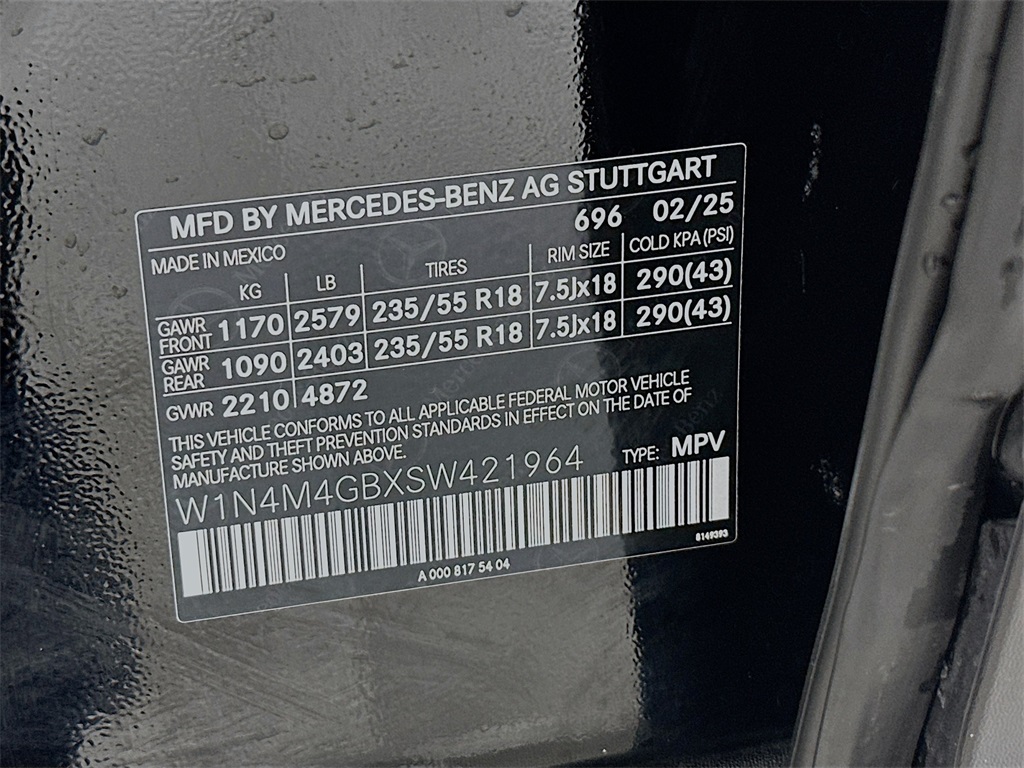 MFD BY MERCEDES-BENZ AG STUTTGART
696 02/25
MADE IN MEXICO
KG LB TIRES RIM SIZE COLD KPA (PSI)
GAWR FRONT 1170 2579 235/55 R18 7.5Jx18 290(43)
GAWR REAR 1090 2403 235/55 R18 7.5Jx18 290(43)
GVWR 2210 4872
THIS VEHICLE CONFORMS TO ALL APPLICABLE FEDERAL MOTOR VEHICLE
SAFETY AND THEFT PREVENTION STANDARDS IN EFFECT ON THE DATE OF
MANUFACTURE SHOWN ABOVE.
W1N4M4GBXSW421964 TYPE: MPV
8149393
A 000 817 54 04